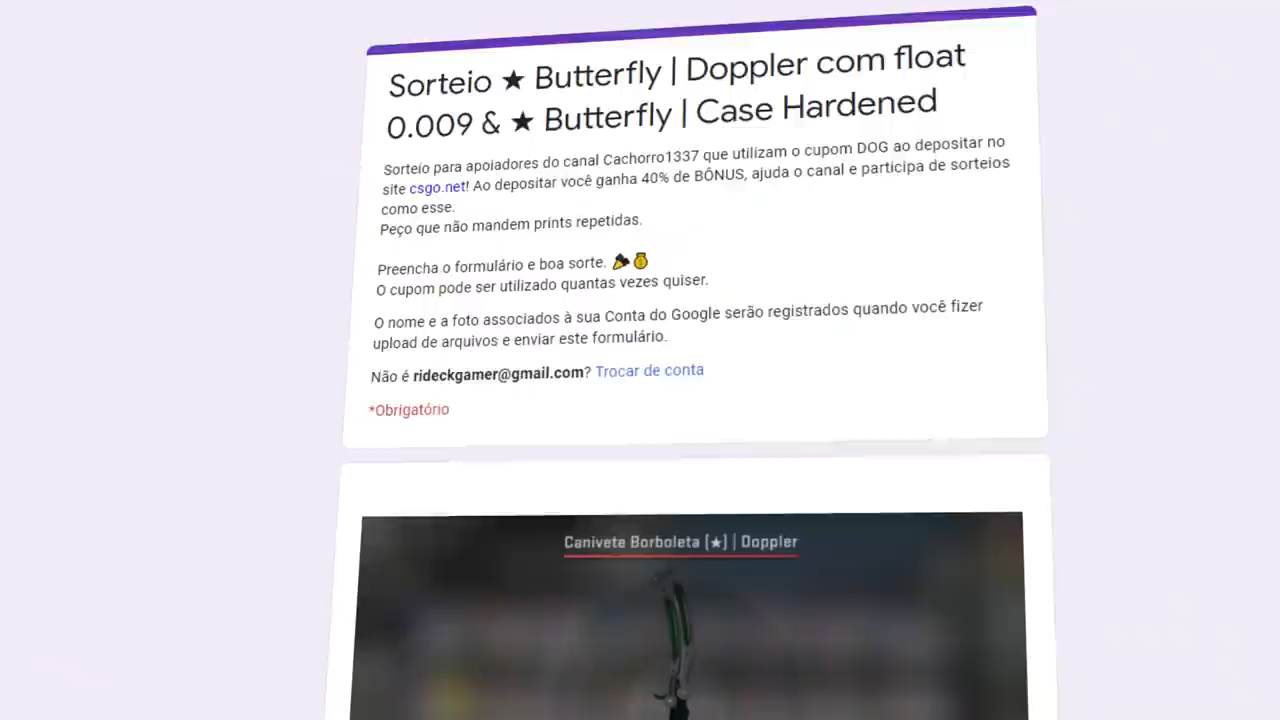 Sorteio ★ Butterfly | Doppler com float
0.009 & ★ Butterfly | Case Hardened
Sorteio para apoiadores do canal Cachorro1337 que utilizam o cupom DOG ao depositar no
site csgo.net! Ao depositar você ganha 40% de BÔNUS, ajuda o canal e participa de sorteios
como esse.
Peço que não mandem prints repetidas.
Preencha o formulário e boa sorte. 🎉💰
O cupom pode ser utilizado quantas vezes quiser.
O nome e a foto associados à sua Conta do Google serão registrados quando você fizer
upload de arquivos e enviar este formulário.
Não é rideckgamer@gmail.com? Trocar de conta
*Obrigatório
Canivete Borboleta (★) | Doppler